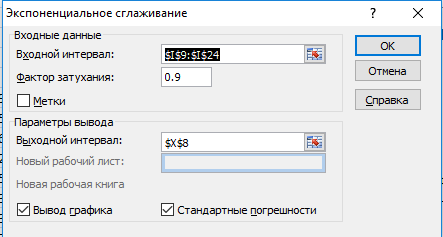 Экспоненциальное сглаживание ? ×
Входные данные
Входной интервал: $I$9:$I$24
Фактор затухания: 0.9
Метки
ОК
Отмена
Справка
Параметры вывода
Выходной интервал: $X$8
Новый рабочий лист:
Новая рабочая книга
Вывод графика Стандартные погрешности